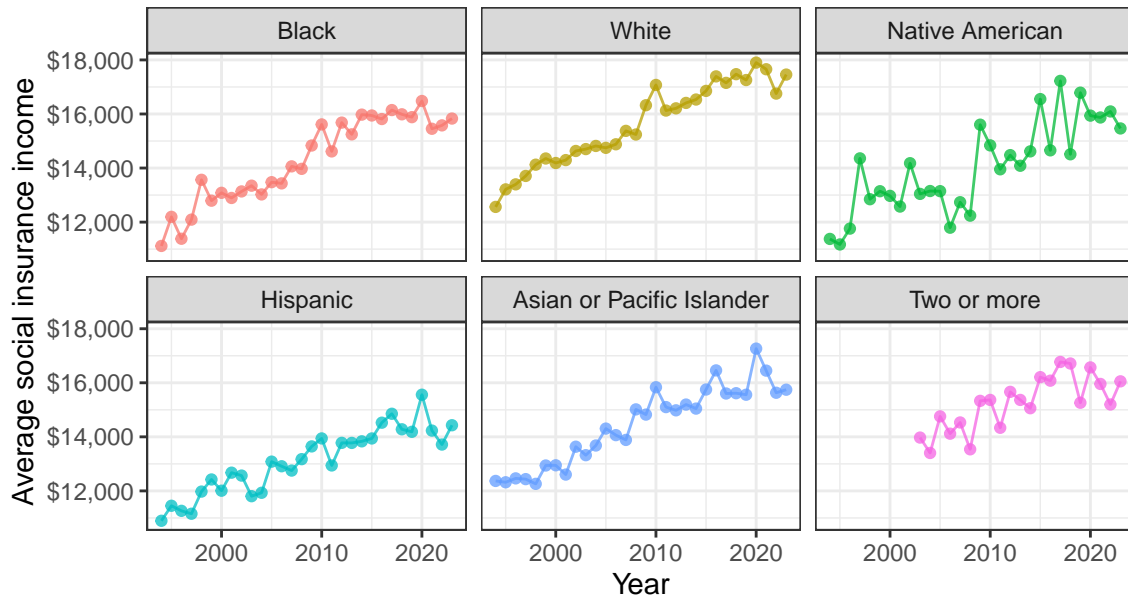 Average social insurance income
Black
White
Native American
$18,000
$16,000
$14,000
$12,000
Hispanic
Asian or Pacific Islander
Two or more
$18,000
$16,000
$14,000
$12,000
2000 2010 2020
2000 2010 2020
2000 2010 2020
Year